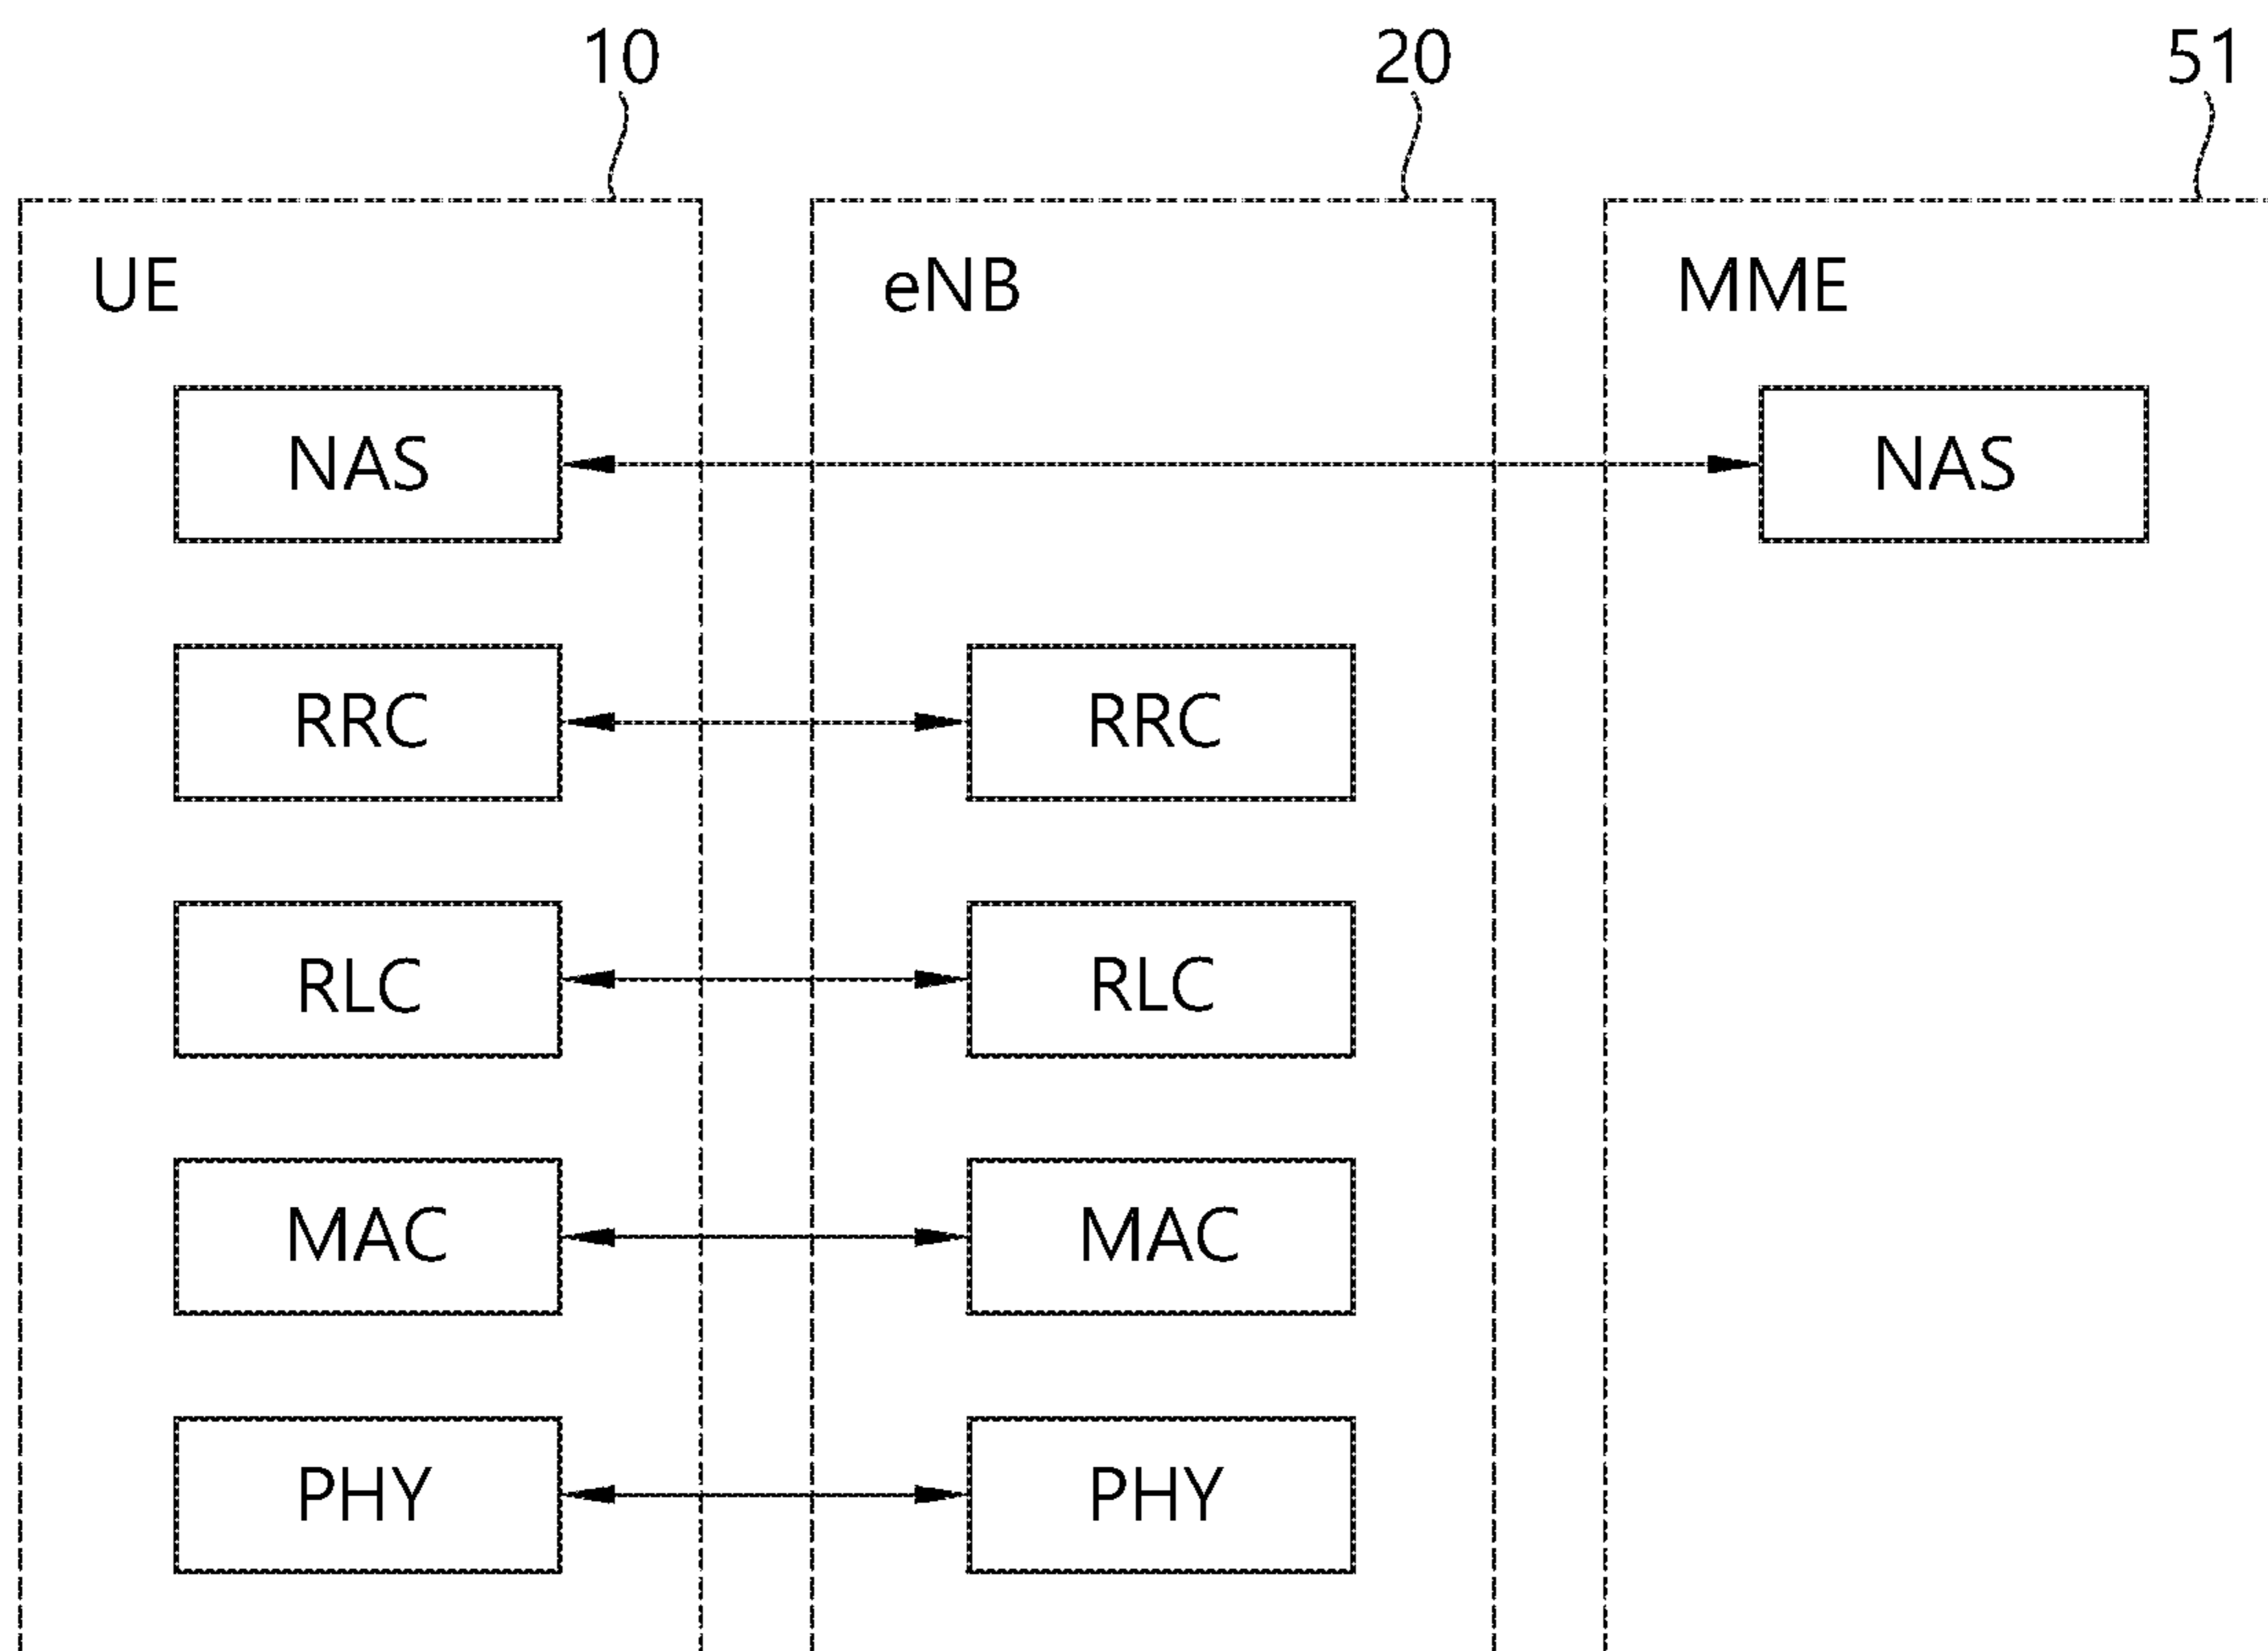 10 20 51
UE eNB MME
NAS NAS
RRC RRC
RLC RLC
MAC MAC
PHY PHY